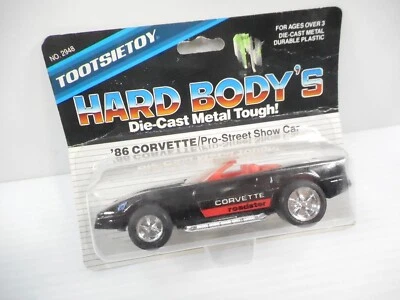 NO. 2948
TOOTSIETOY
FOR AGES OVER 3
DIE-CAST METAL
DURABLE PLASTIC
HARD BODY'S
Die-Cast Metal Tough!
'86 CORVETTE/Pro-Street Show Car
CORVETTE
roadster